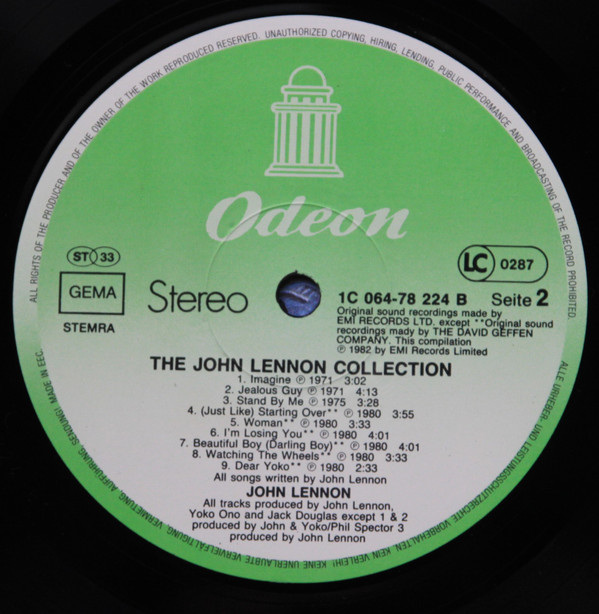 ALL RIGHTS OF THE PRODUCER AND OF THE OWNER OF THE WORK REPRODUCED RESERVED. UNAUTHORIZED COPYING, HIRING, LENDING, PUBLIC PERFORMANCE AND BROADCASTING OF THE RECORD PROHIBITED.
Odeon
ST 33
LC 0287
GEMA
STEMRA
Stereo
1C 064-78 224 B Seite 2
Original sound recordings made by
EMI RECORDS LTD. except **Original sound
recordings mady by THE DAVID GEFFEN
COMPANY. This compilation
℗ 1982 by EMI Records Limited
THE JOHN LENNON COLLECTION
1. Imagine ℗ 1971 3:02
2. Jealous Guy ℗ 1971 4:13
3. Stand By Me ℗ 1975 3:28
4. (Just Like) Starting Over** ℗ 1980 3:55
5. Woman** ℗ 1980 3:33
6. I'm Losing You** ℗ 1980 4:01
7. Beautiful Boy (Darling Boy)** ℗ 1980 4:01
8. Watching The Wheels** ℗ 1980 3:33
9. Dear Yoko** ℗ 1980 2:33
All songs written by John Lennon
JOHN LENNON
All tracks produced by John Lennon,
Yoko Ono and Jack Douglas except 1 & 2
produced by John & Yoko/Phil Spector 3
produced by John Lennon
ALLE URHEBER- UND LEISTUNGSSCHUTZRECHTE VORBEHALTEN. KEIN VERLEIH! KEINE UNERLAUBTE VERVIELFÄLTIGUNG, VERMIETUNG, AUFFÜHRUNG, SENDUNG! MADE IN EEC.